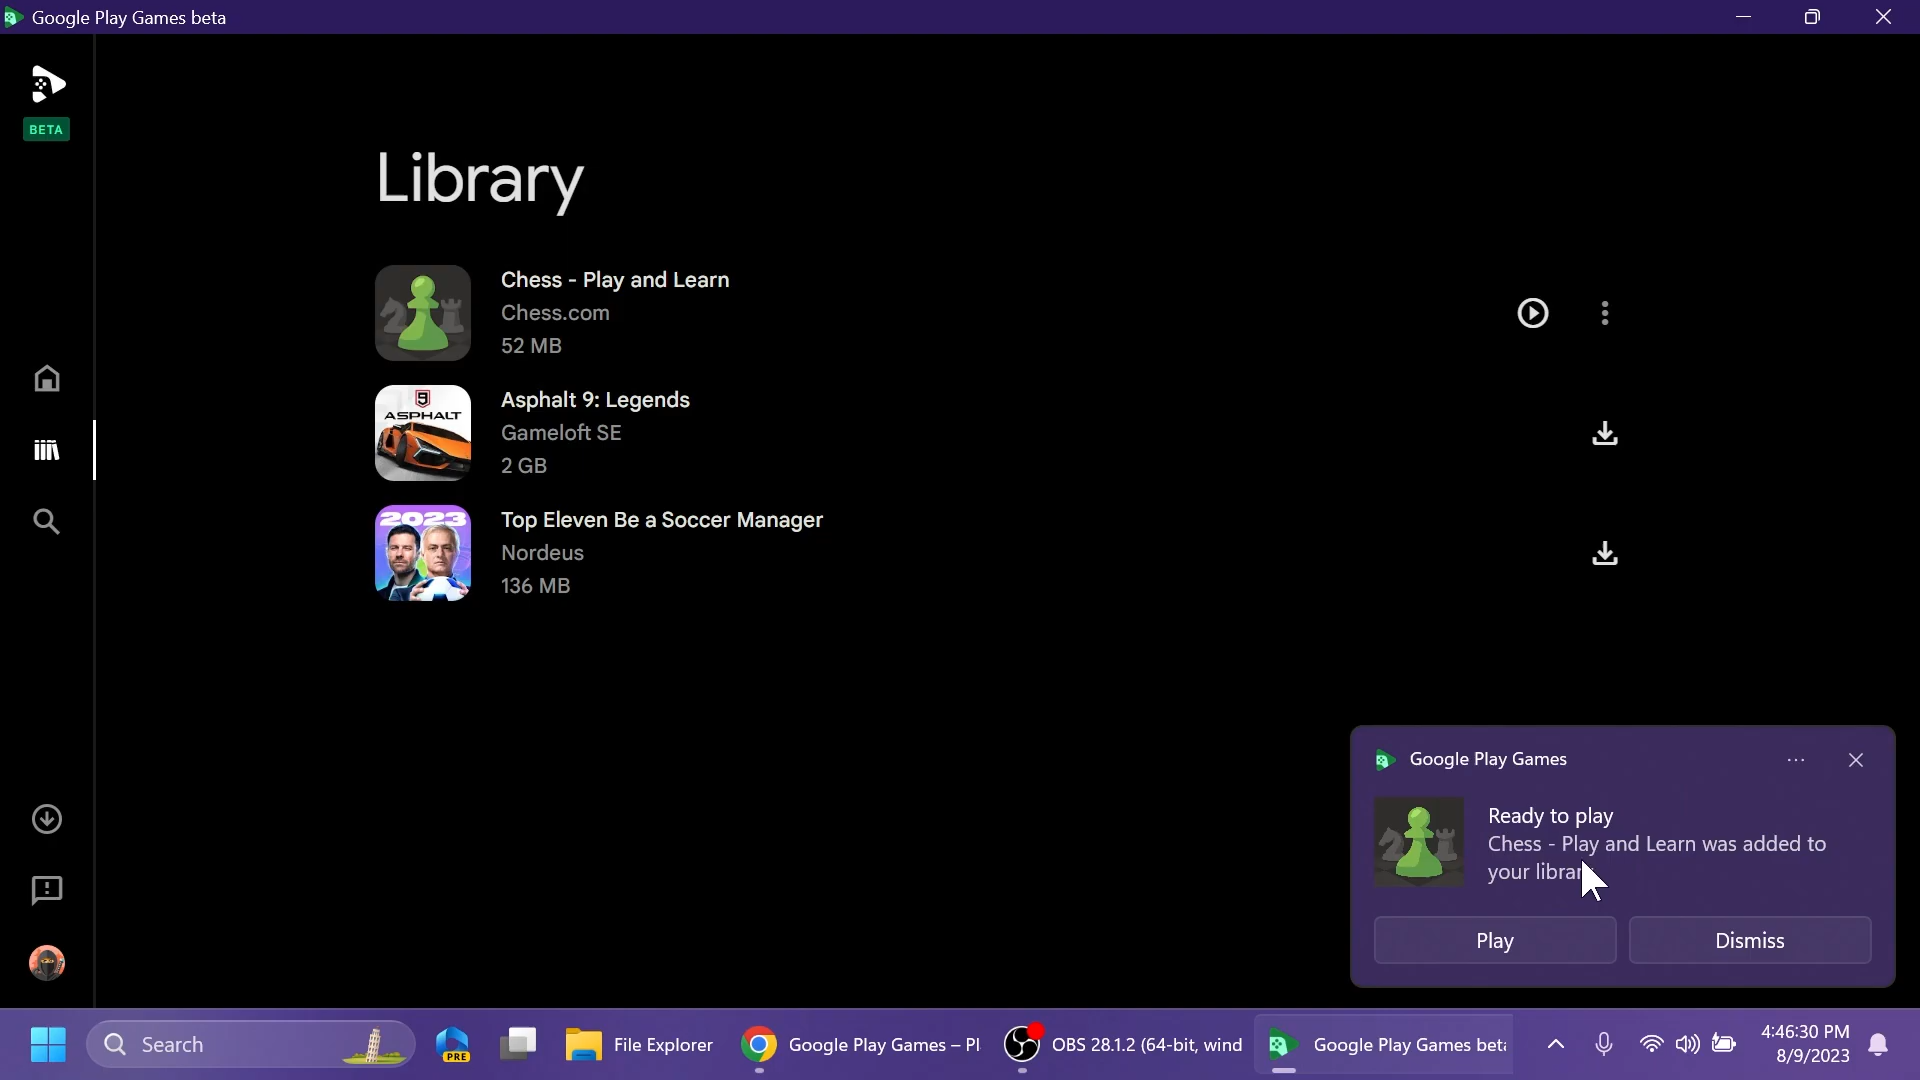 Google Play Games beta
BETA
Library
Chess - Play and Learn
Chess.com
52 MB
ASPHALT
Asphalt 9: Legends
Gameloft SE
2 GB
2023
Top Eleven Be a Soccer Manager
Nordeus
136 MB
Google Play Games
Ready to play
Chess - Play and Learn was added to
your
Play
Dismiss
Search
PRE
File Explorer
Google Play Games – Pl
OBS 28.1.2 (64-bit, wind
Google Play Games beta
4:46:30 PM
8/9/2023